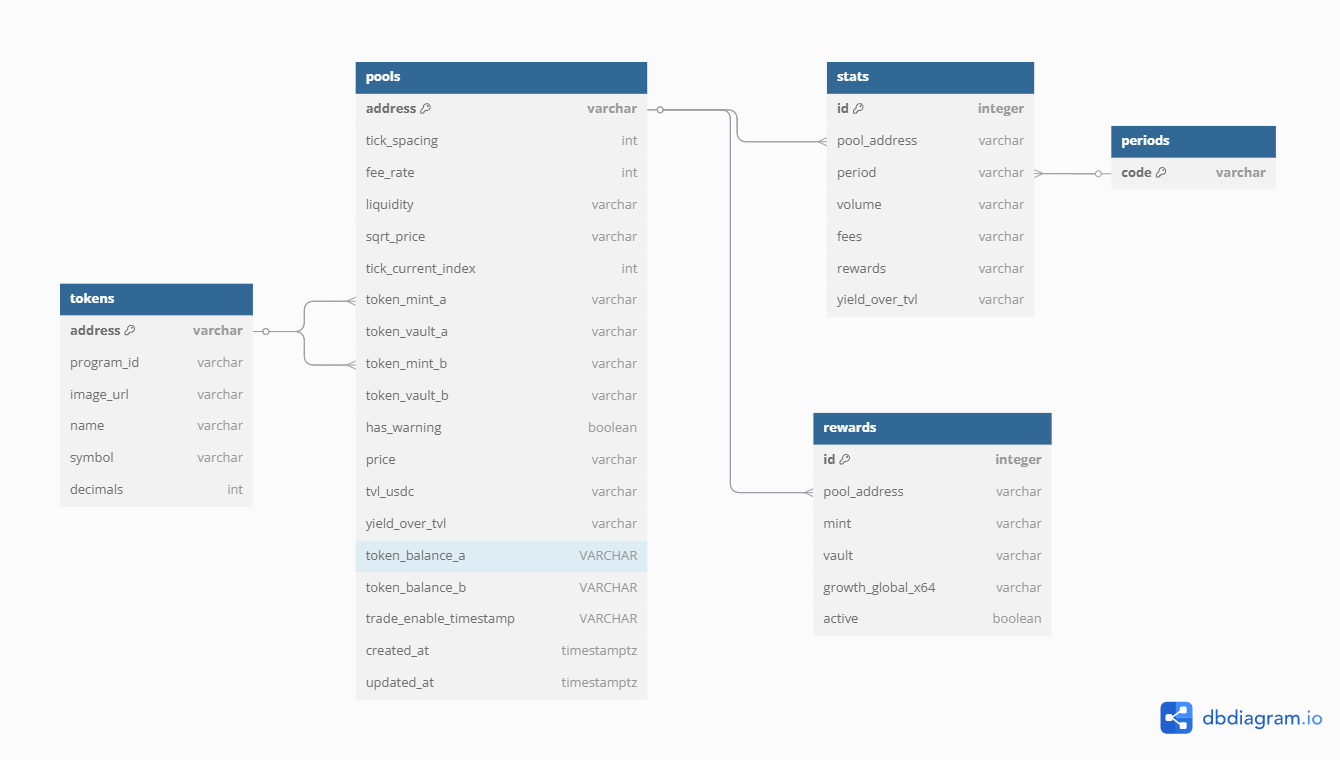 pools
address varchar
tick_spacing int
fee_rate int
liquidity varchar
sqrt_price varchar
tick_current_index int
token_mint_a varchar
token_vault_a varchar
token_mint_b varchar
token_vault_b varchar
has_warning boolean
price varchar
tvl_usdc varchar
yield_over_tvl varchar
token_balance_a VARCHAR
token_balance_b VARCHAR
trade_enable_timestamp VARCHAR
created_at timestamptz
updated_at timestamptz
stats
id integer
pool_address varchar
period varchar
volume varchar
fees varchar
rewards varchar
yield_over_tvl varchar
periods
code varchar
tokens
address varchar
program_id varchar
image_url varchar
name varchar
symbol varchar
decimals int
rewards
id integer
pool_address varchar
mint varchar
vault varchar
growth_global_x64 varchar
active boolean
dbdiagram.io